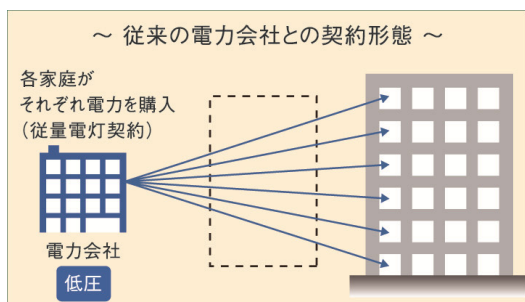 ～ 従来の電力会社との契約形態 ～
各家庭が
それぞれ電力を購入
（従量電灯契約）
電力会社
低圧